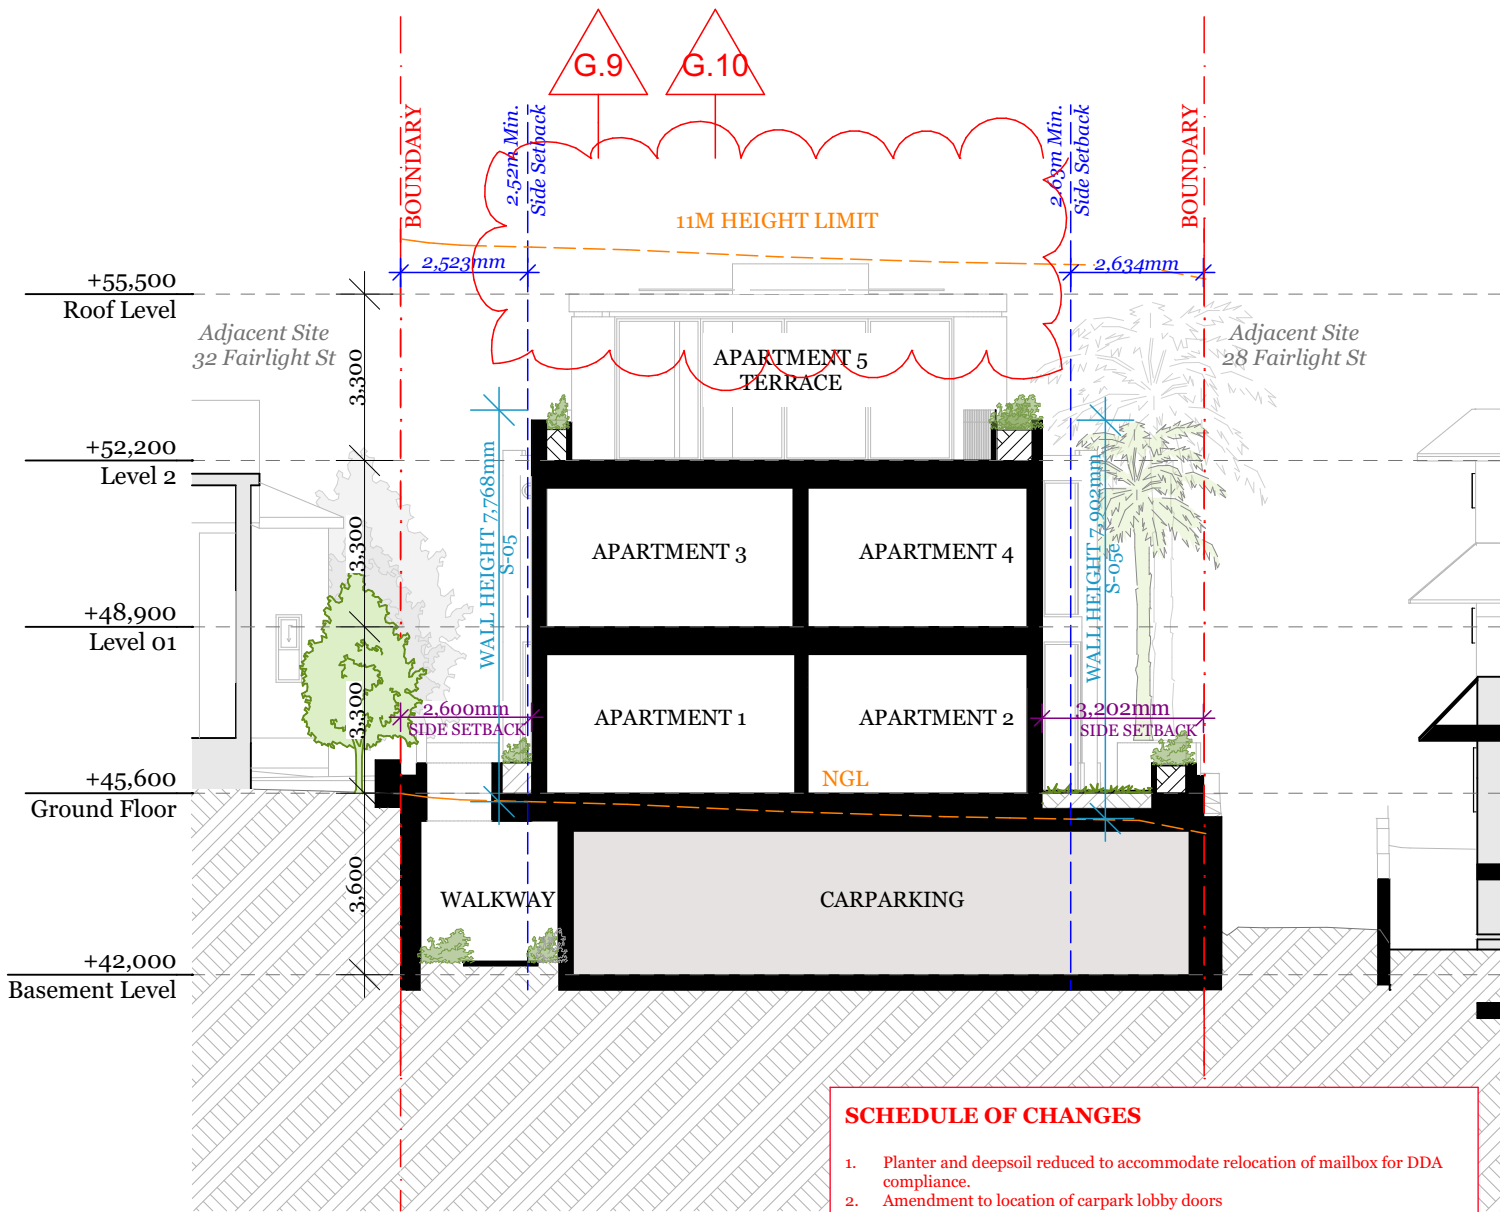 G.9
G.10
BOUNDARY
2.52m Min.
Side Setback
2.63m Min.
Side Setback
BOUNDARY
11M HEIGHT LIMIT
2,523mm
2,634mm
+55,500
Roof Level
Adjacent Site
32 Fairlight St
Adjacent Site
28 Fairlight St
3,300
APARTMENT 5
TERRACE
+52,200
Level 2
WALL HEIGHT 7,768mm
S-05
WALL HEIGHT 7,902mm
S-05e
3,300
APARTMENT 3
APARTMENT 4
+48,900
Level 01
3,300
2,600mm
SIDE SETBACK
APARTMENT 1
APARTMENT 2
3,202mm
SIDE SETBACK
+45,600
Ground Floor
NGL
3,600
WALKWAY
CARPARKING
+42,000
Basement Level
SCHEDULE OF CHANGES
1. Planter and deepsoil reduced to accommodate relocation of mailbox for DDA
compliance.
2. Amendment to location of carpark lobby doors